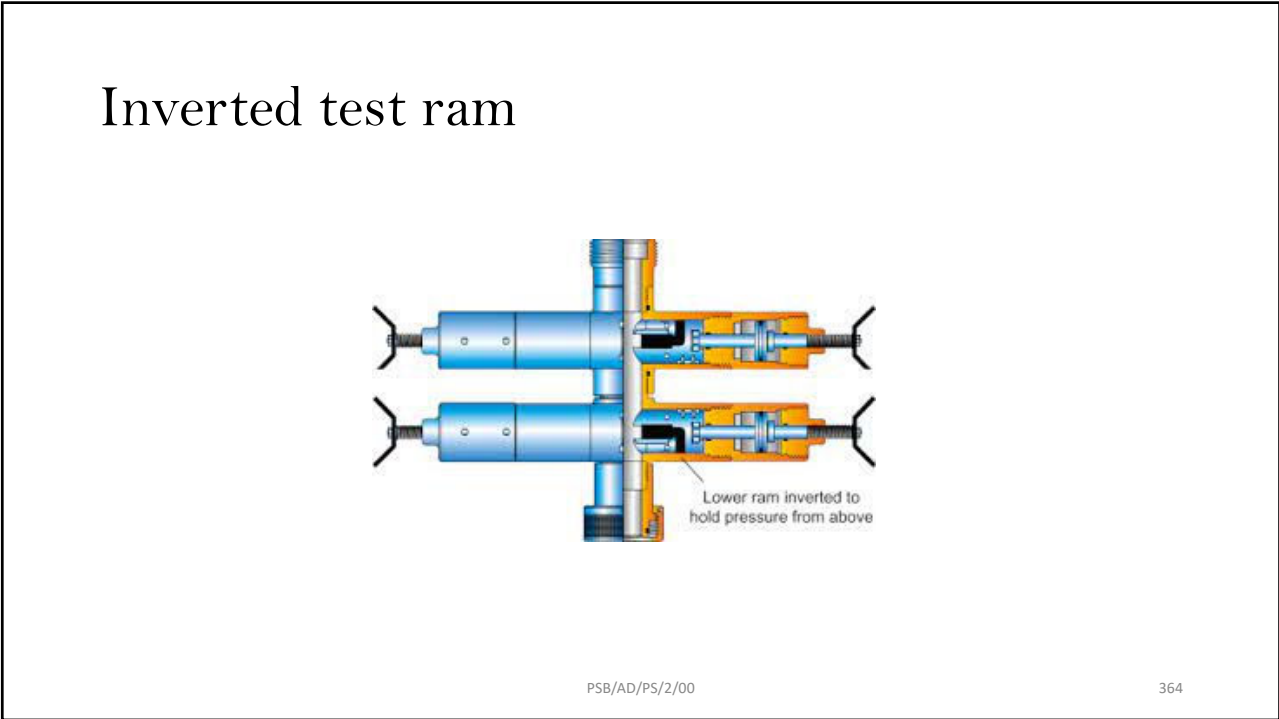 Inverted test ram
Lower ram inverted to
hold pressure from above
PSB/AD/PS/2/00
364